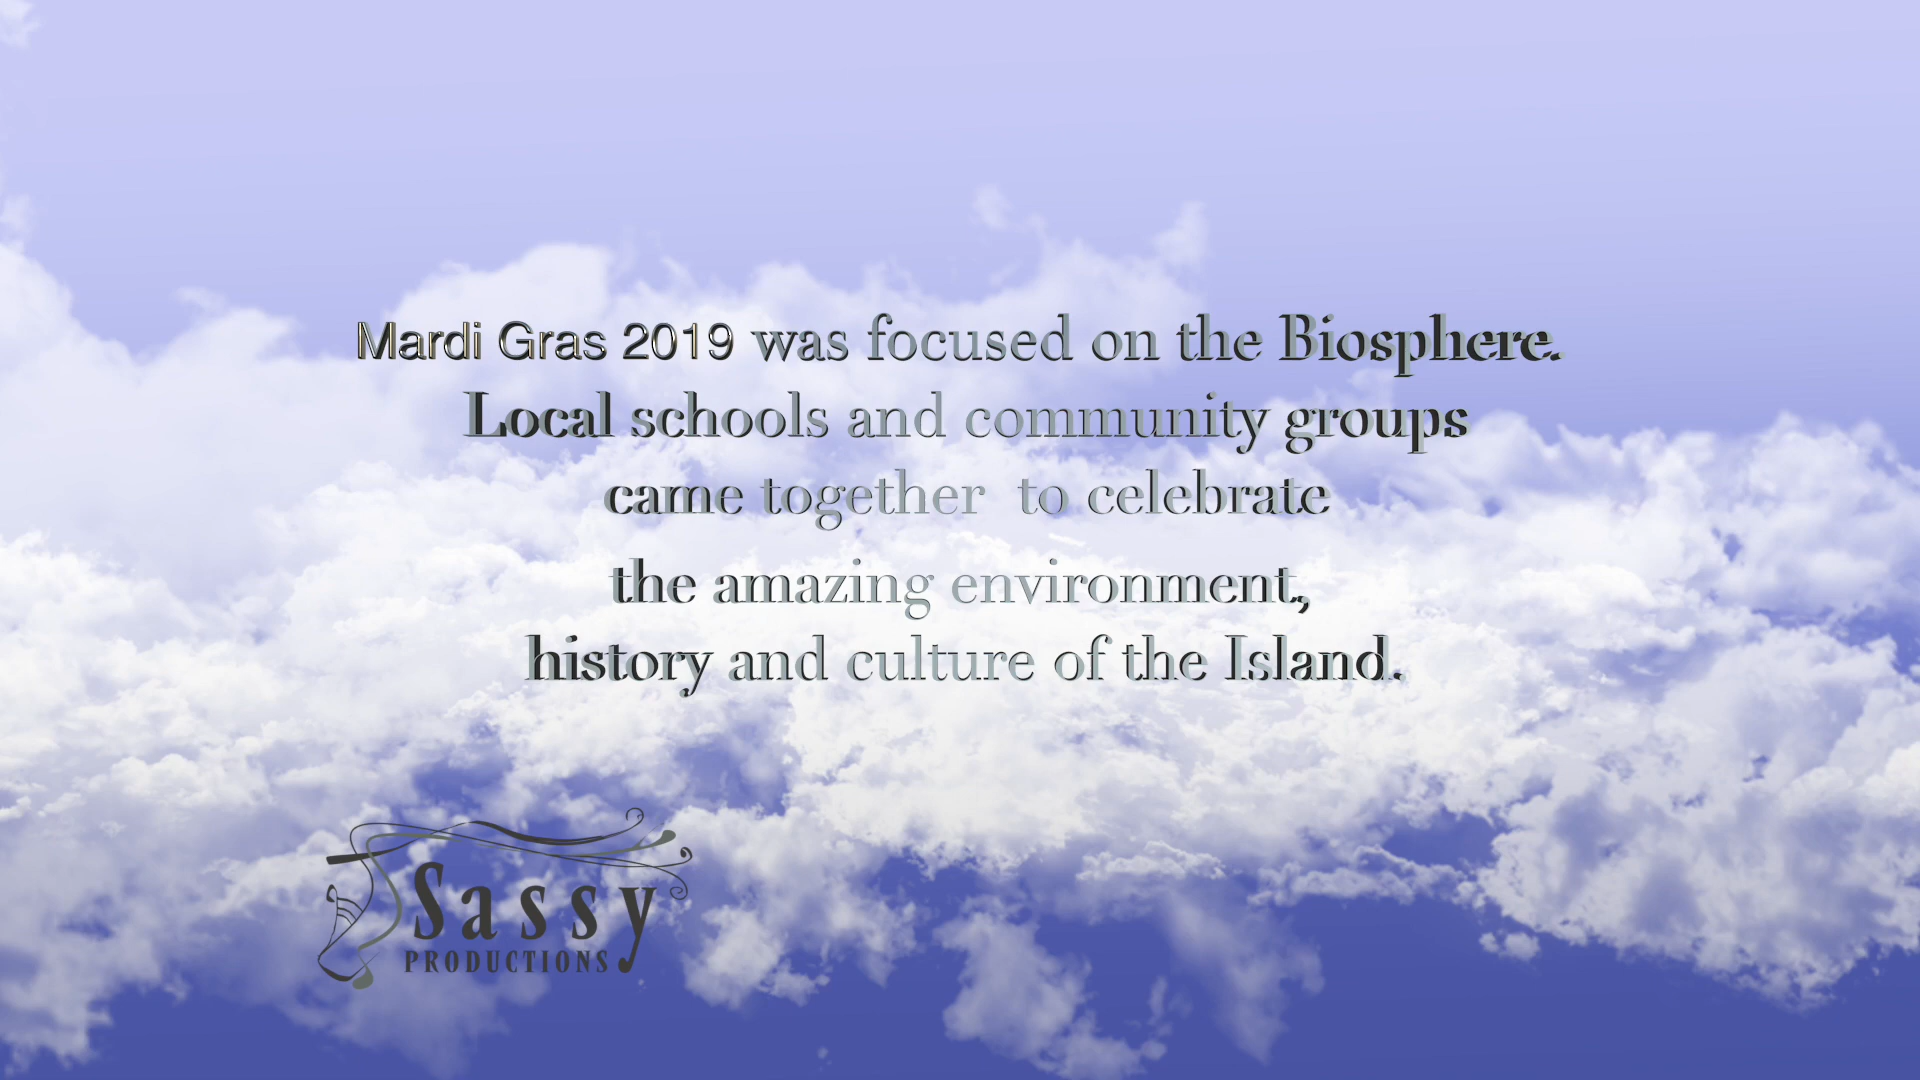 Mardi Gras 2019 was focused on the Biosphere.
Local schools and community groups
came together to celebrate
the amazing environment,
history and culture of the Island.
Sassy
PRODUCTIONS